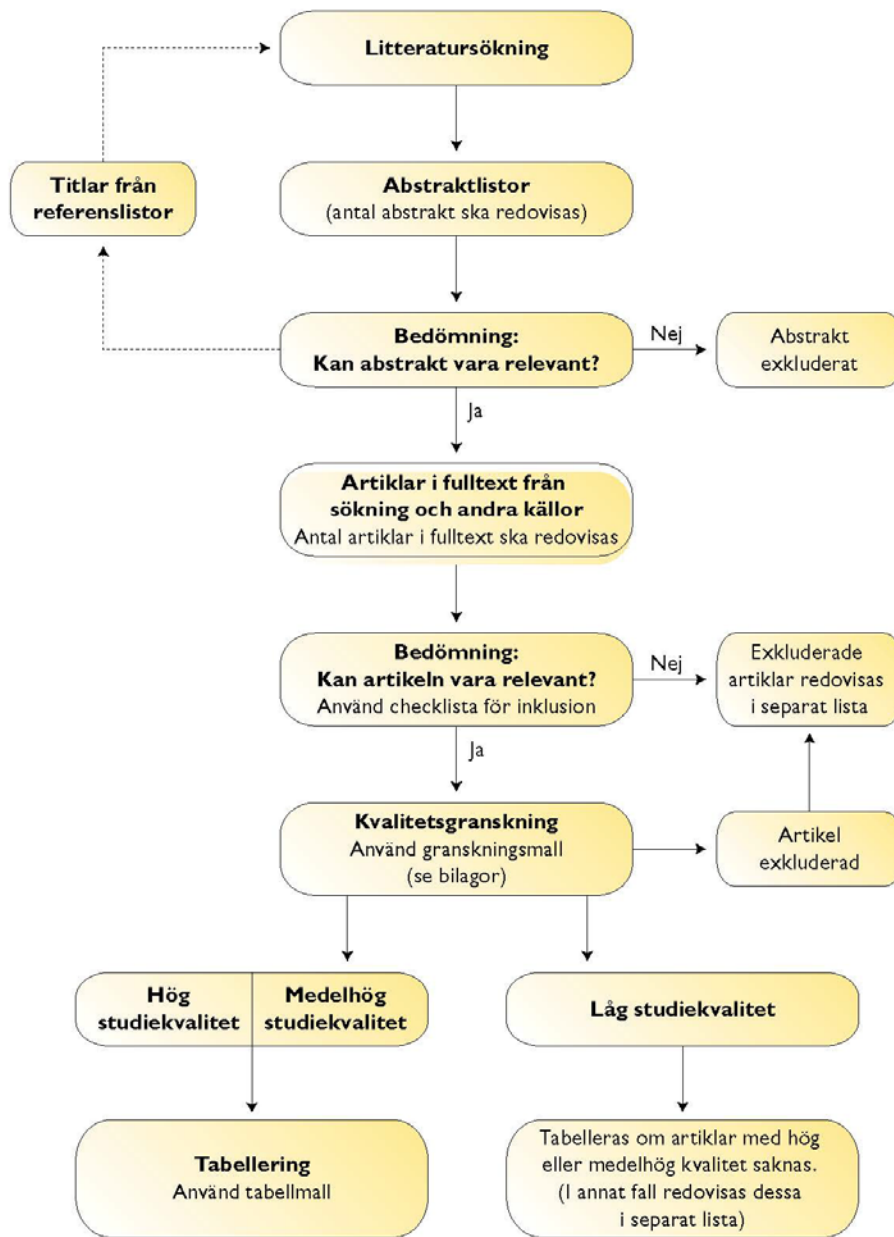 Litteratursökning
Titlar från
referenslistor
Abstraktlistor
(antal abstrakt ska redovisas)
Bedömning:
Kan abstrakt vara relevant?
Nej
Abstrakt
exkluderat
Ja
Artiklar i fulltext från
sökning och andra källor
Antal artiklar i fulltext ska redovisas
Bedömning:
Kan artikeln vara relevant?
Använd checklista för inklusion
Nej
Exkluderade
artiklar redovisas
i separat lista
Ja
Kvalitetsgranskning
Använd granskningsmall
(se bilagor)
Artikel
exkluderad
Hög
studiekvalitet
Medelhög
studiekvalitet
Låg studiekvalitet
Tabellering
Använd tabellmall
Tabelleras om artiklar med hög
eller medelhög kvalitet saknas.
(I annat fall redovisas dessa
i separat lista)